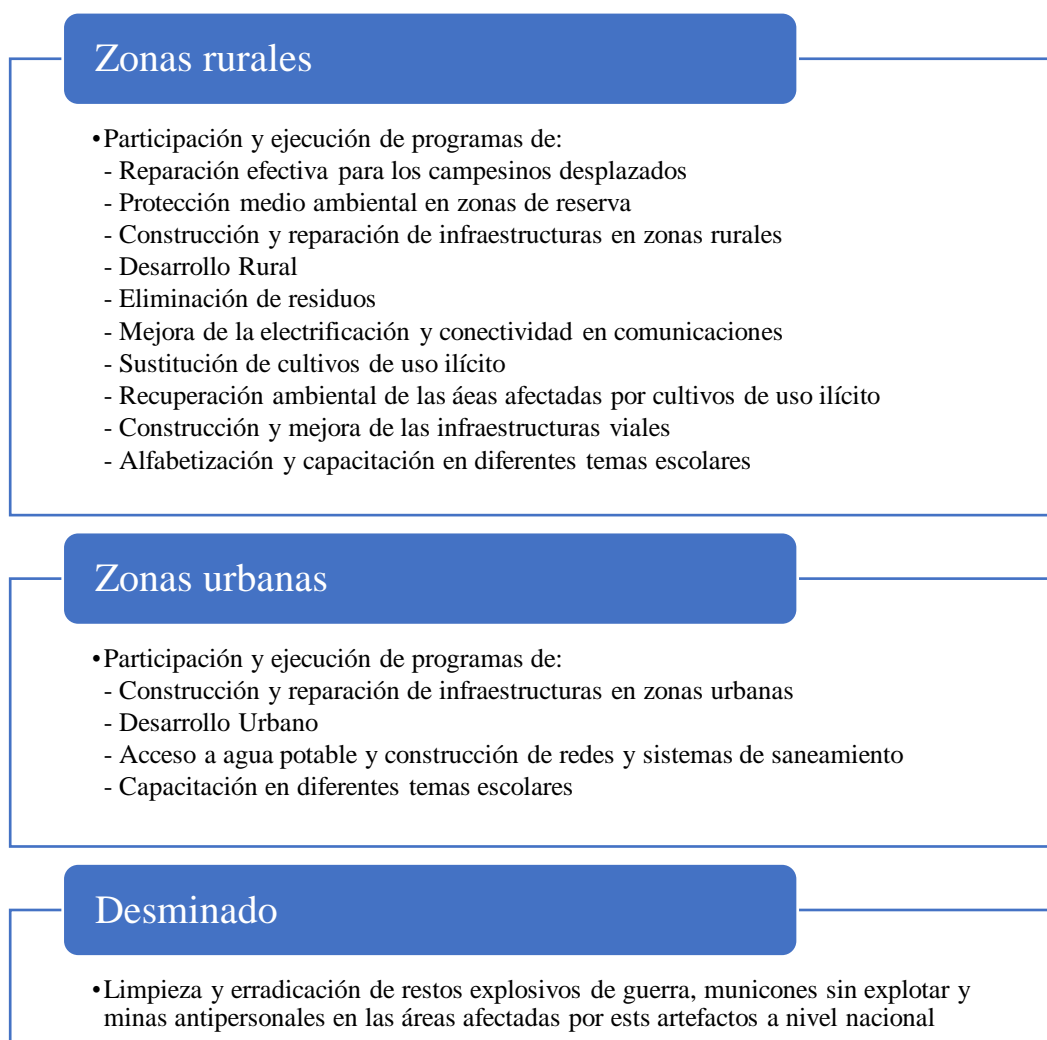 Zonas rurales
•Participación y ejecución de programas de:
- Reparación efectiva para los campesinos desplazados
- Protección medio ambiental en zonas de reserva
- Construcción y reparación de infraestructuras en zonas rurales
- Desarrollo Rural
- Eliminación de residuos
- Mejora de la electrificación y conectividad en comunicaciones
- Sustitución de cultivos de uso ilícito
- Recuperación ambiental de las áeas afectadas por cultivos de uso ilícito
- Construcción y mejora de las infraestructuras viales
- Alfabetización y capacitación en diferentes temas escolares
Zonas urbanas
•Participación y ejecución de programas de:
- Construcción y reparación de infraestructuras en zonas urbanas
- Desarrollo Urbano
- Acceso a agua potable y construcción de redes y sistemas de saneamiento
- Capacitación en diferentes temas escolares
Desminado
•Limpieza y erradicación de restos explosivos de guerra, municones sin explotar y
minas antipersonales en las áreas afectadas por ests artefactos a nivel nacional